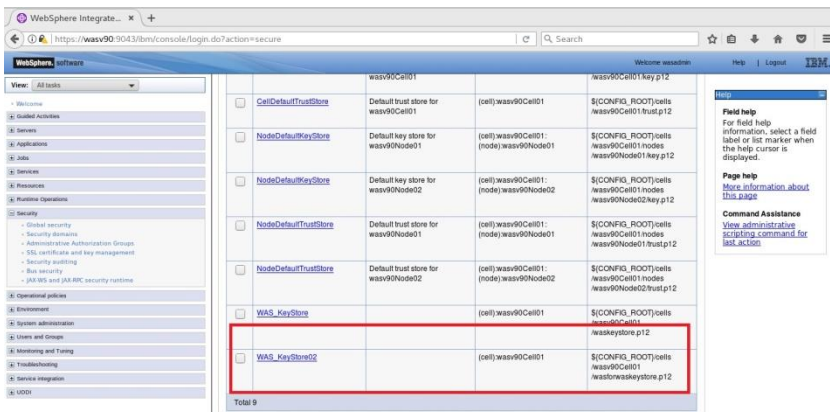 WebSphere Integrate... × +
https://wasv90:9043/ibm/console/login.do?action=secure
Search
WebSphere. software
Welcome wasadmin
Help | Logout
IBM.
View: All tasks
Welcome
Guided Activities
Servers
Applications
Jobs
Services
Resources
Runtime Operations
Security
Global security
Security domains
Administrative Authorization Groups
SSL certificate and key management
Security auditing
Bus security
JAX-WS and JAX-RPC security runtime
Operational policies
Environment
System administration
Users and Groups
Monitoring and Tuning
Troubleshooting
Service integration
UDDI
wasv90Cell01
/wasv90Cell01/key.p12
CellDefaultTrustStore
Default trust store for
wasv90Cell01
(cell):wasv90Cell01
${CONFIG_ROOT}/cells
/wasv90Cell01/trust.p12
NodeDefaultKeyStore
Default key store for
wasv90Node01
(cell):wasv90Cell01:
(node):wasv90Node01
${CONFIG_ROOT}/cells
/wasv90Cell01/nodes
/wasv90Node01/key.p12
NodeDefaultKeyStore
Default key store for
wasv90Node02
(cell):wasv90Cell01:
(node):wasv90Node02
${CONFIG_ROOT}/cells
/wasv90Cell01/nodes
/wasv90Node02/key.p12
NodeDefaultTrustStore
Default trust store for
wasv90Node01
(cell):wasv90Cell01:
(node):wasv90Node01
${CONFIG_ROOT}/cells
/wasv90Cell01/nodes
/wasv90Node01/trust.p12
NodeDefaultTrustStore
Default trust store for
wasv90Node02
(cell):wasv90Cell01:
(node):wasv90Node02
${CONFIG_ROOT}/cells
/wasv90Cell01/nodes
/wasv90Node02/trust.p12
WAS_KeyStore
(cell):wasv90Cell01
${CONFIG_ROOT}/cells
/wasv90Cell01
/waskeystore.p12
WAS_KeyStore02
(cell):wasv90Cell01
${CONFIG_ROOT}/cells
/wasv90Cell01
/wasforwaskeystore.p12
Total 9
Help
Field help
For field help
information, select a field
label or list marker when
the help cursor is
displayed.
Page help
More information about
this page
Command Assistance
View administrative
scripting command for
last action